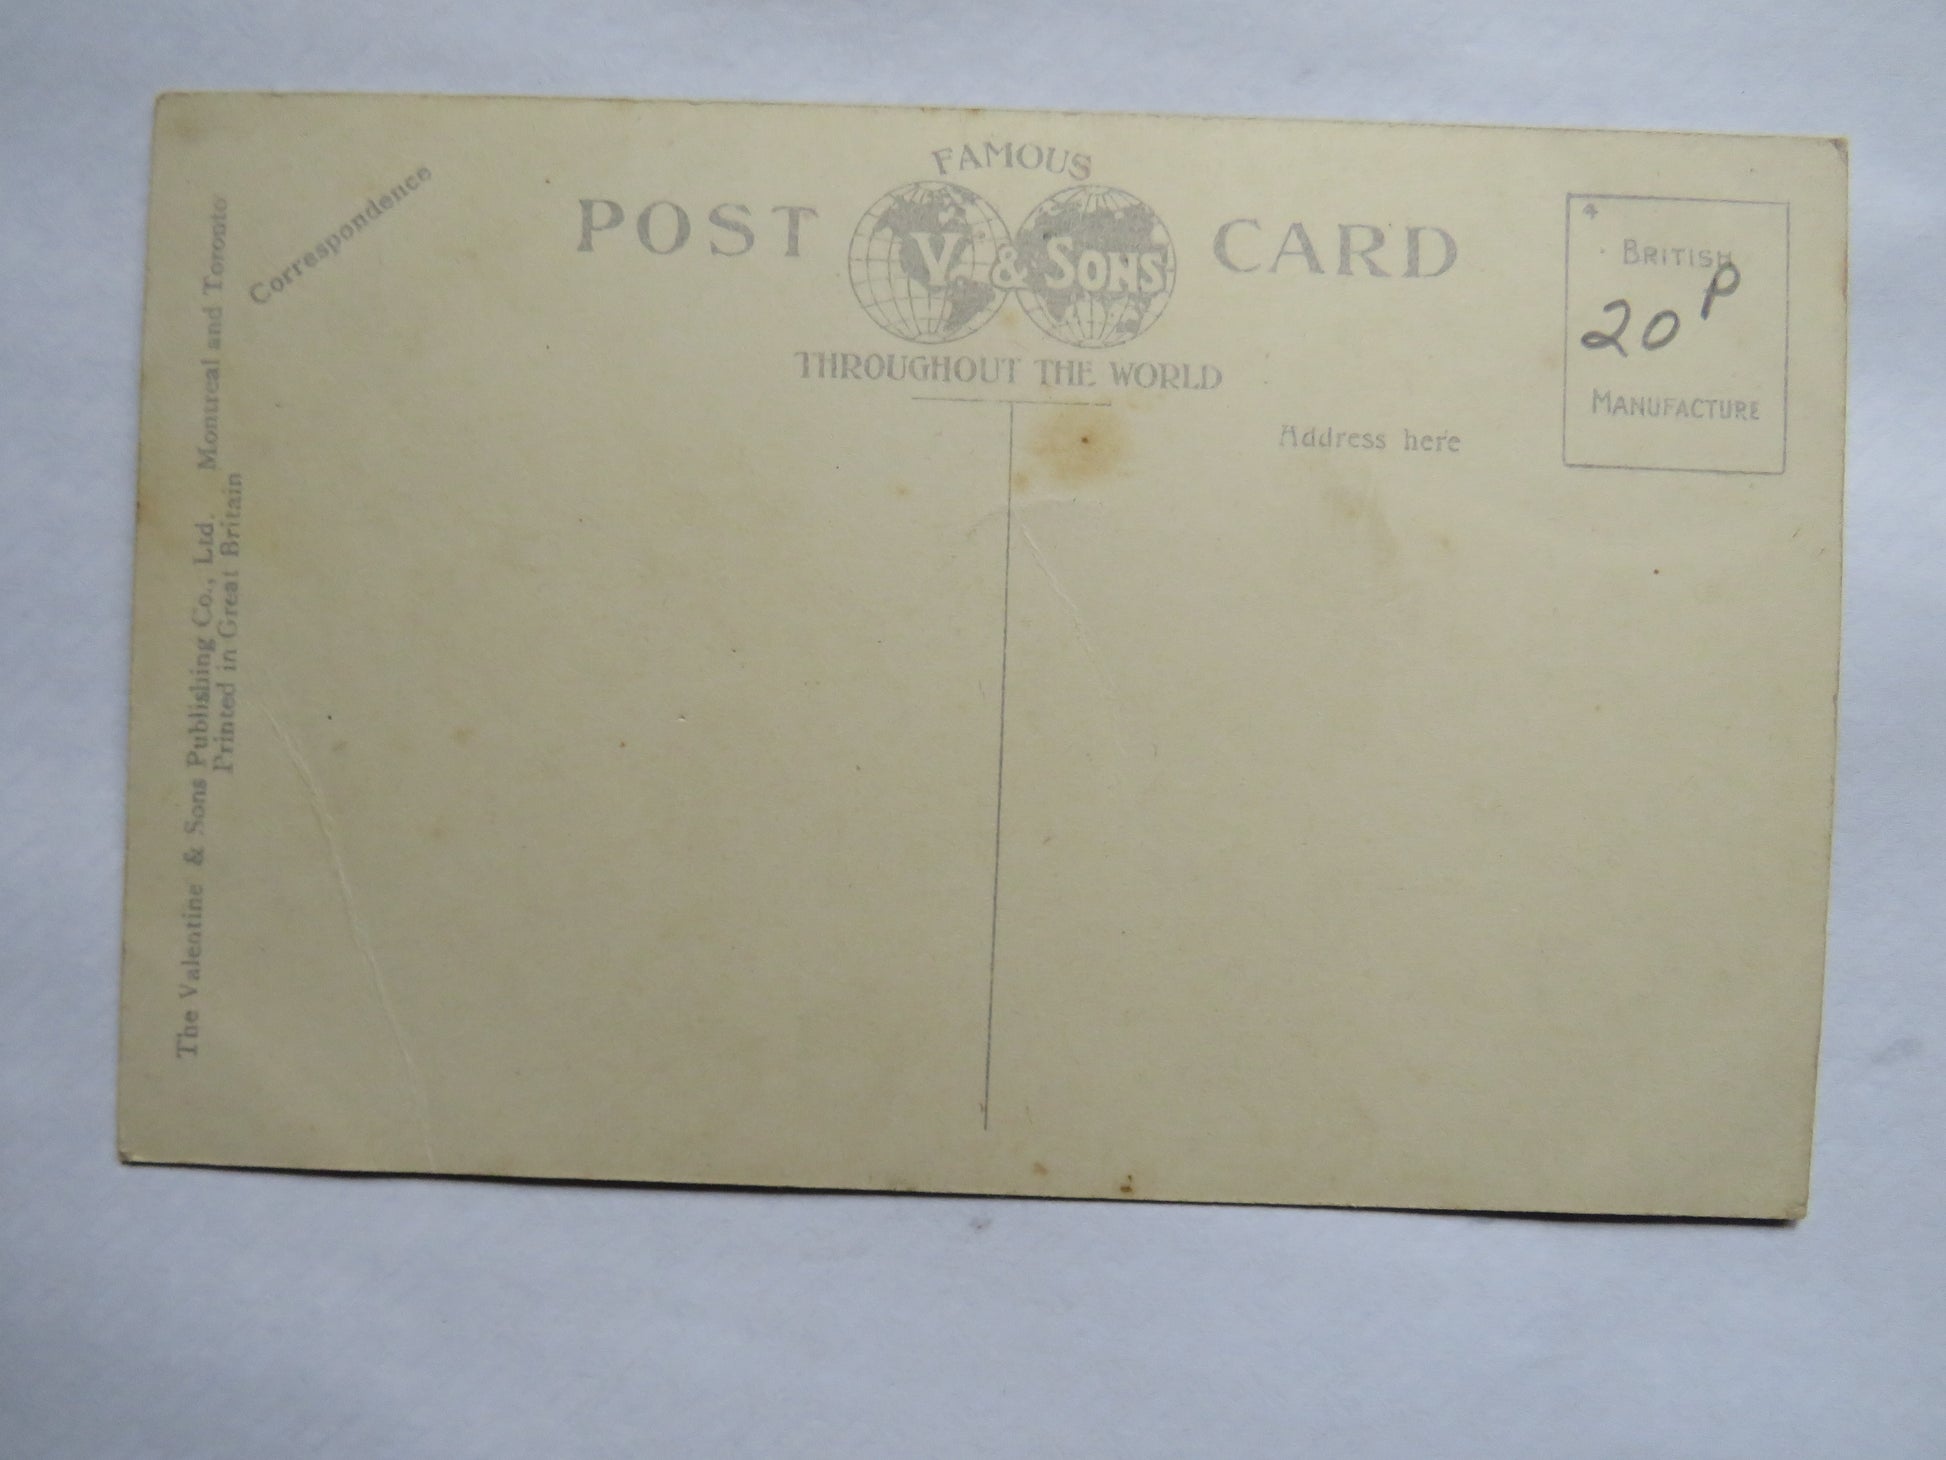 FAMOUS
POST V & SONS CARD
THROUGHOUT THE WORLD
Correspondence
Address here
BRITISH
20P
MANUFACTURE
The Valentine & Sons Publishing Co., Ltd. Montreal and Toronto
Printed in Great Britain